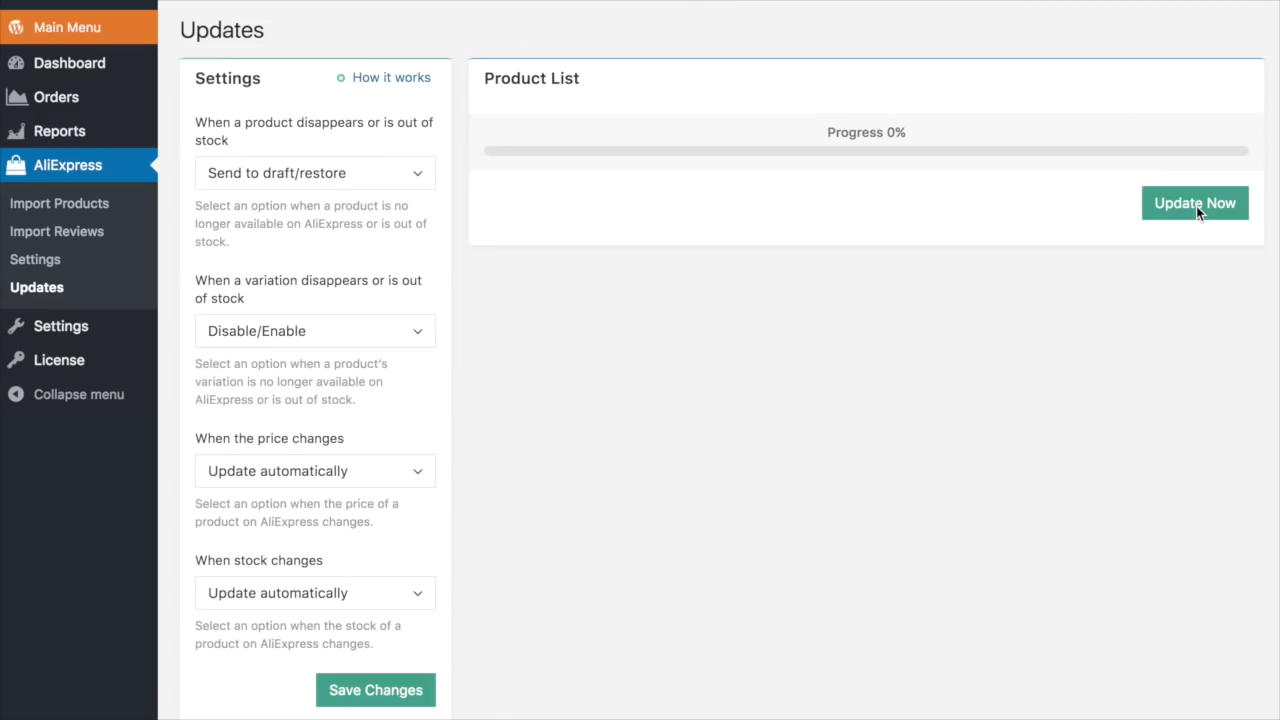 Main Menu
Dashboard
Orders
Reports
AliExpress
Import Products
Import Reviews
Settings
Updates
Settings
License
Collapse menu
Updates
Settings
How it works
When a product disappears or is out of
stock
Send to draft/restore
Select an option when a product is no
longer available on AliExpress or is out of
stock.
When a variation disappears or is out
of stock
Disable/Enable
Select an option when a product's
variation is no longer available on
AliExpress or is out of stock.
When the price changes
Update automatically
Select an option when the price of a
product on AliExpress changes.
When stock changes
Update automatically
Select an option when the stock of a
product on AliExpress changes.
Save Changes
Product List
Progress 0%
Update Now